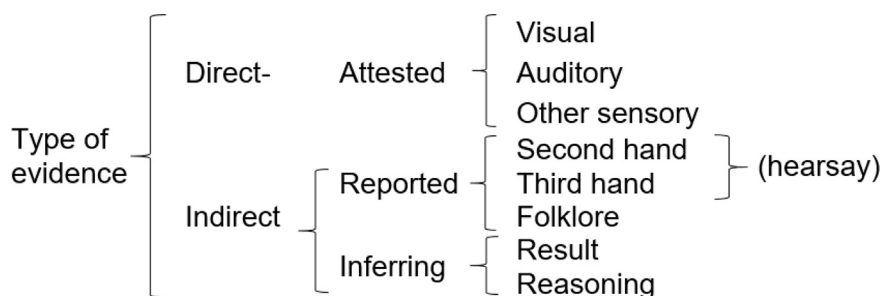 Visual
Direct- Attested Auditory
Other sensory
Type of
evidence
Second hand
Third hand
(hearsay)
Reported
Indirect
Folklore
Inferring
Result
Reasoning